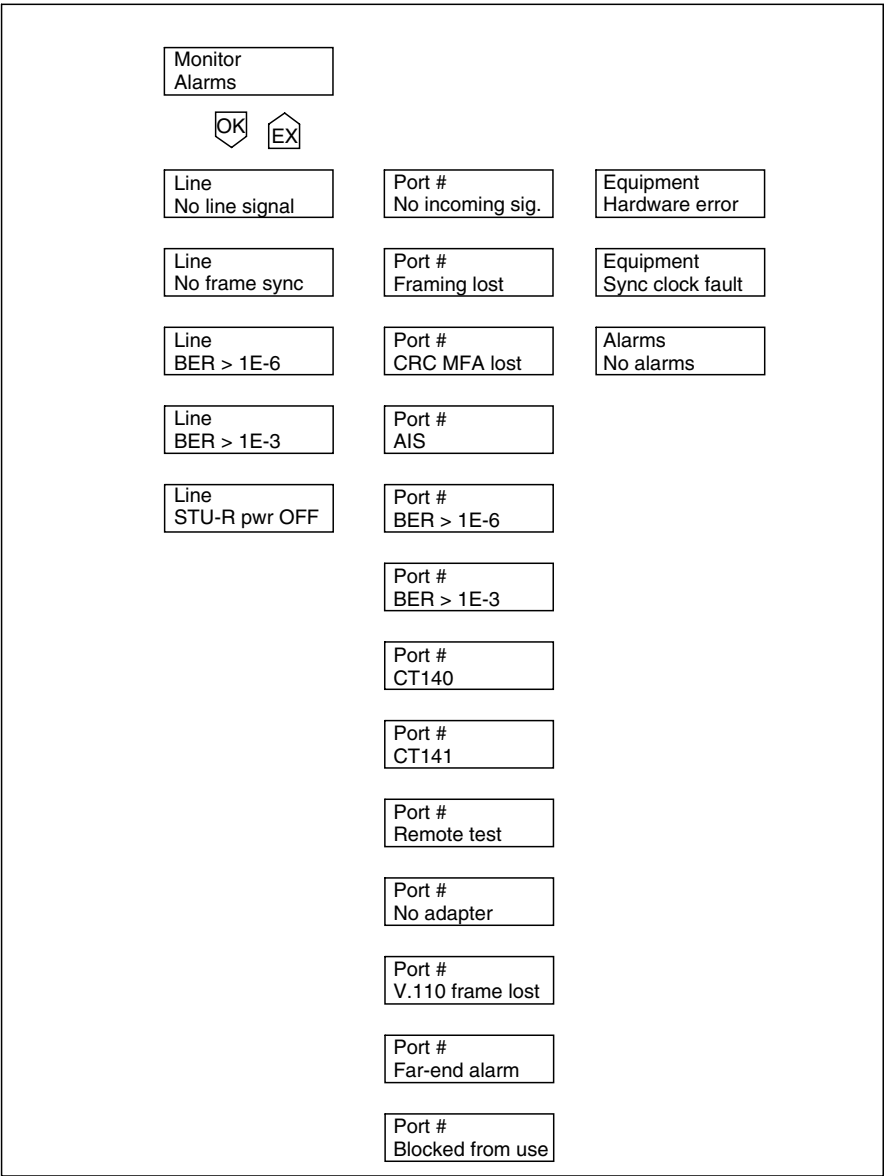 Monitor
Alarms
OK
EX
Line
No line signal
Line
No frame sync
Line
BER > 1E-6
Line
BER > 1E-3
Line
STU-R pwr OFF
Port #
No incoming sig.
Port #
Framing lost
Port #
CRC MFA lost
Port #
AIS
Port #
BER > 1E-6
Port #
BER > 1E-3
Port #
CT140
Port #
CT141
Port #
Remote test
Port #
No adapter
Port #
V.110 frame lost
Port #
Far-end alarm
Port #
Blocked from use
Equipment
Hardware error
Equipment
Sync clock fault
Alarms
No alarms